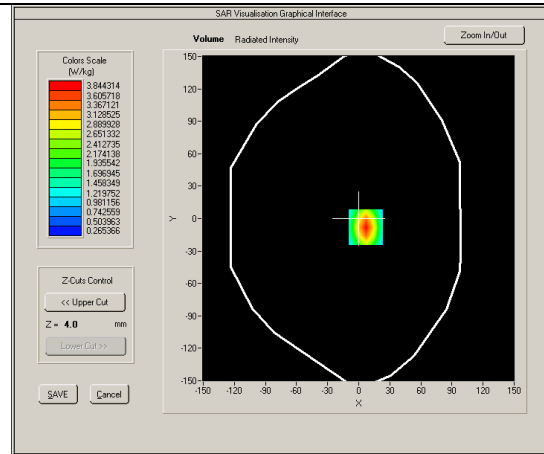 SAR Visualisation Graphical Interface
Volume Radiated Intensity
Zoom In/Out
Colors Scale
(W/kg)
3.844314
3.605718
3.367121
3.128525
2.889928
2.651332
2.412735
2.174138
1.935542
1.696945
1.458349
1.219752
0.981156
0.742559
0.503963
0.265366
Z-Cuts Control
<< Upper Cut
Z = 4.0 mm
Lower Cut >>
SAVE
Cancel
150-
120-
90-
60-
30-
0-
-30-
-60-
-90-
-120-
-150-
Y
-150 -120 -90 -60 -30 0 30 60 90 120 150
X